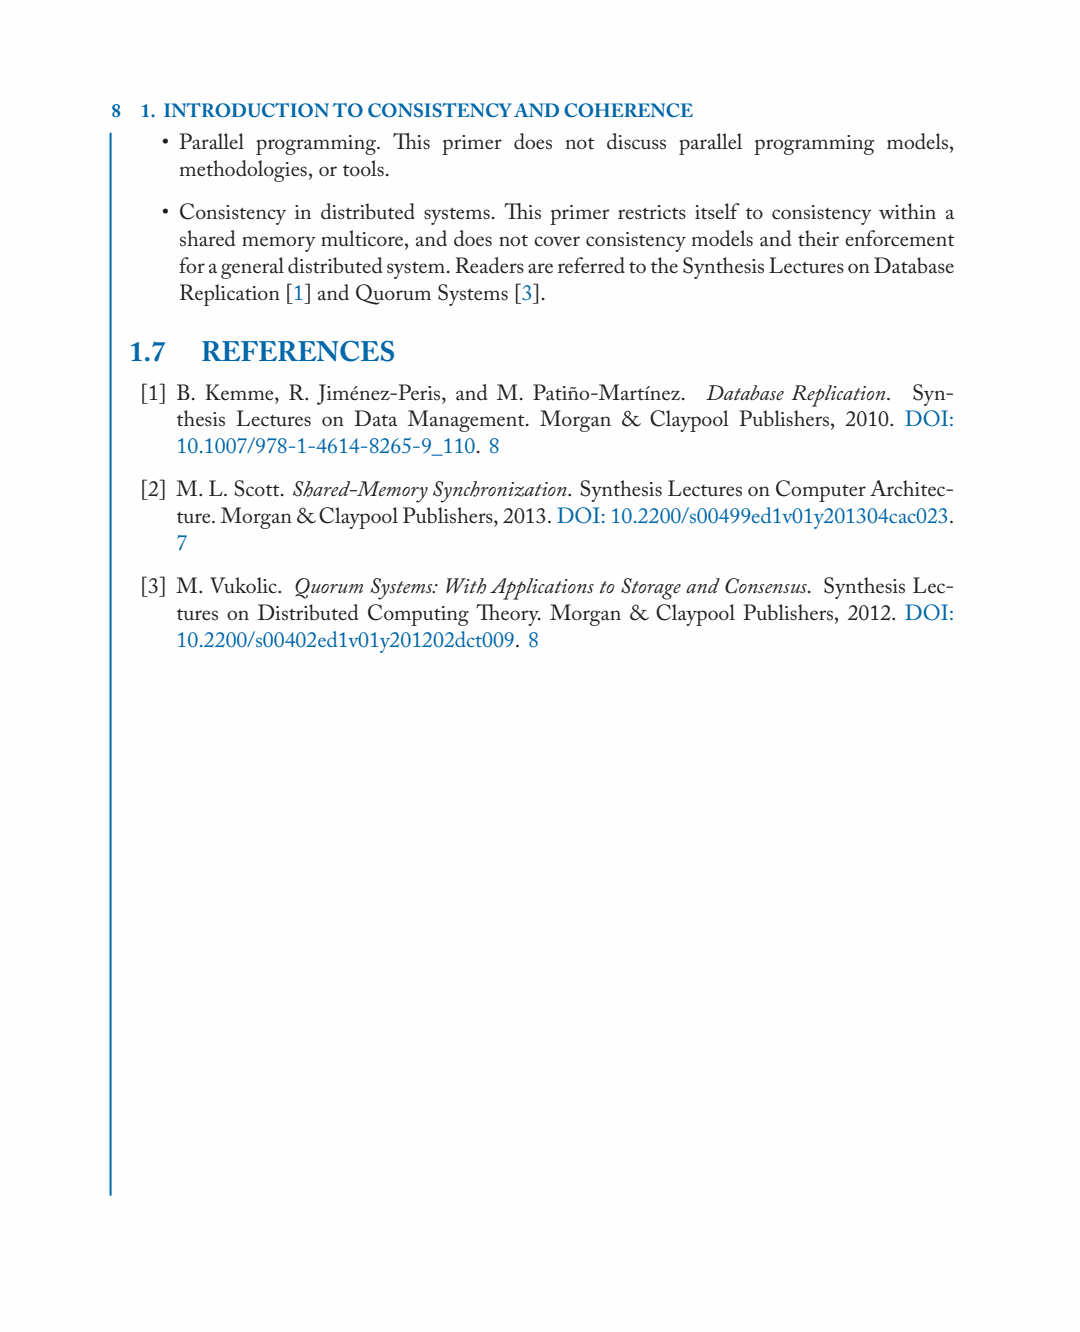 8 1. INTRODUCTION TO CONSISTENCY AND COHERENCE
• Parallel programming. This primer does not discuss parallel programming models,
methodologies, or tools.
• Consistency in distributed systems. This primer restricts itself to consistency within a
shared memory multicore, and does not cover consistency models and their enforcement
for a general distributed system. Readers are referred to the Synthesis Lectures on Database
Replication [1] and Quorum Systems [3].
1.7 REFERENCES
[1] B. Kemme, R. Jiménez-Peris, and M. Patiño-Martínez. Database Replication. Syn-
thesis Lectures on Data Management. Morgan & Claypool Publishers, 2010. DOI:
10.1007/978-1-4614-8265-9_110. 8
[2] M. L. Scott. Shared-Memory Synchronization. Synthesis Lectures on Computer Architec-
ture. Morgan & Claypool Publishers, 2013. DOI: 10.2200/s00499ed1v01y201304cac023.
7
[3] M. Vukolic. Quorum Systems: With Applications to Storage and Consensus. Synthesis Lec-
tures on Distributed Computing Theory. Morgan & Claypool Publishers, 2012. DOI:
10.2200/s00402ed1v01y201202dct009. 8